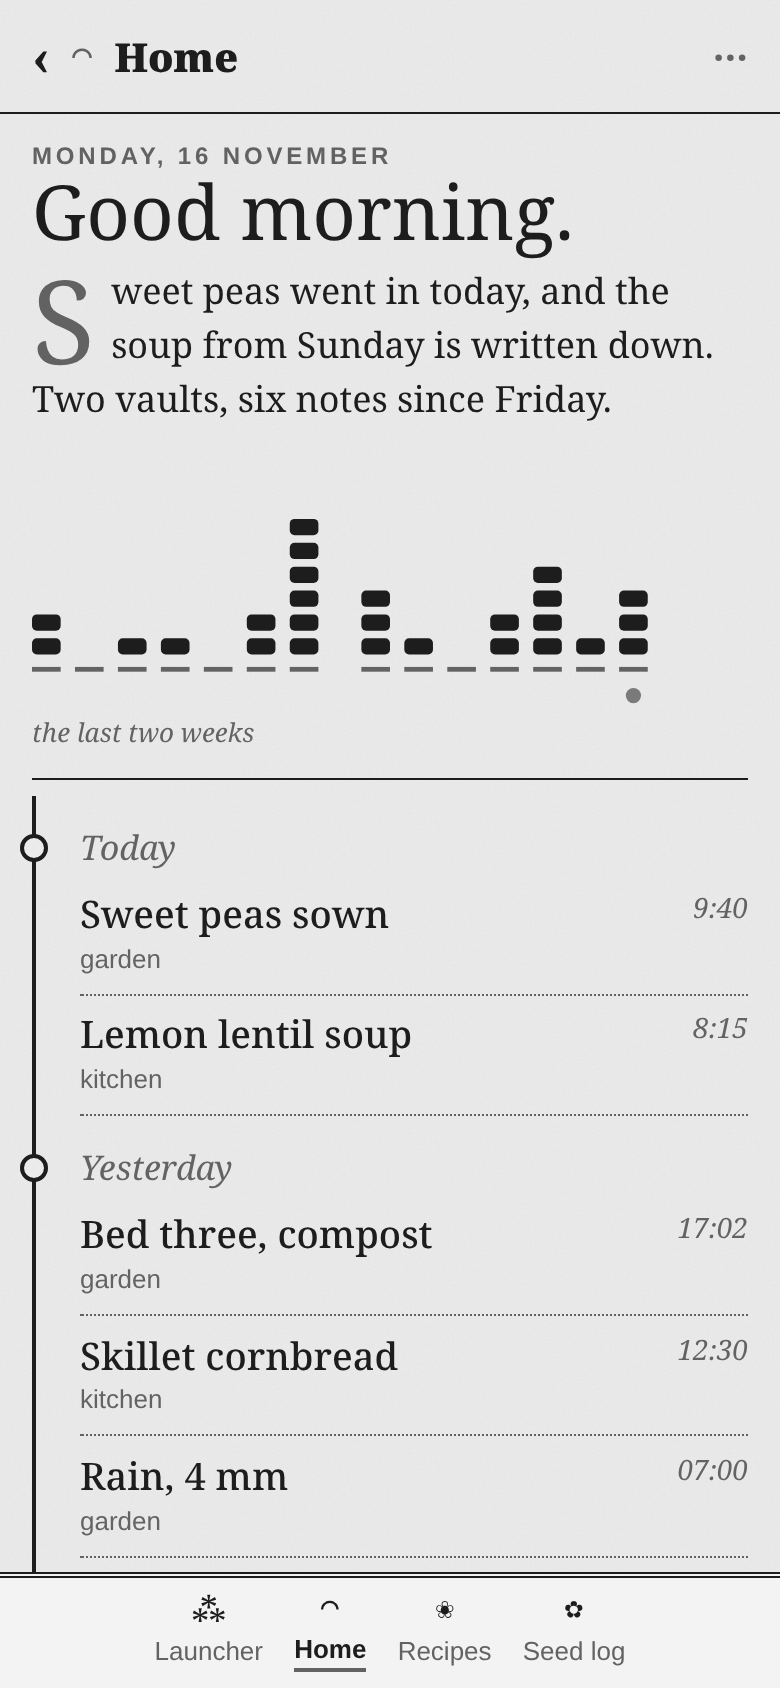 Home
MONDAY, 16 NOVEMBER
Good morning.
Sweet peas went in today, and the
soup from Sunday is written down.
Two vaults, six notes since Friday.
the last two weeks
Today
Sweet peas sown 9:40
garden
Lemon lentil soup 8:15
kitchen
Yesterday
Bed three, compost 17:02
garden
Skillet cornbread 12:30
kitchen
Rain, 4 mm 07:00
garden
Launcher Home Recipes Seed log